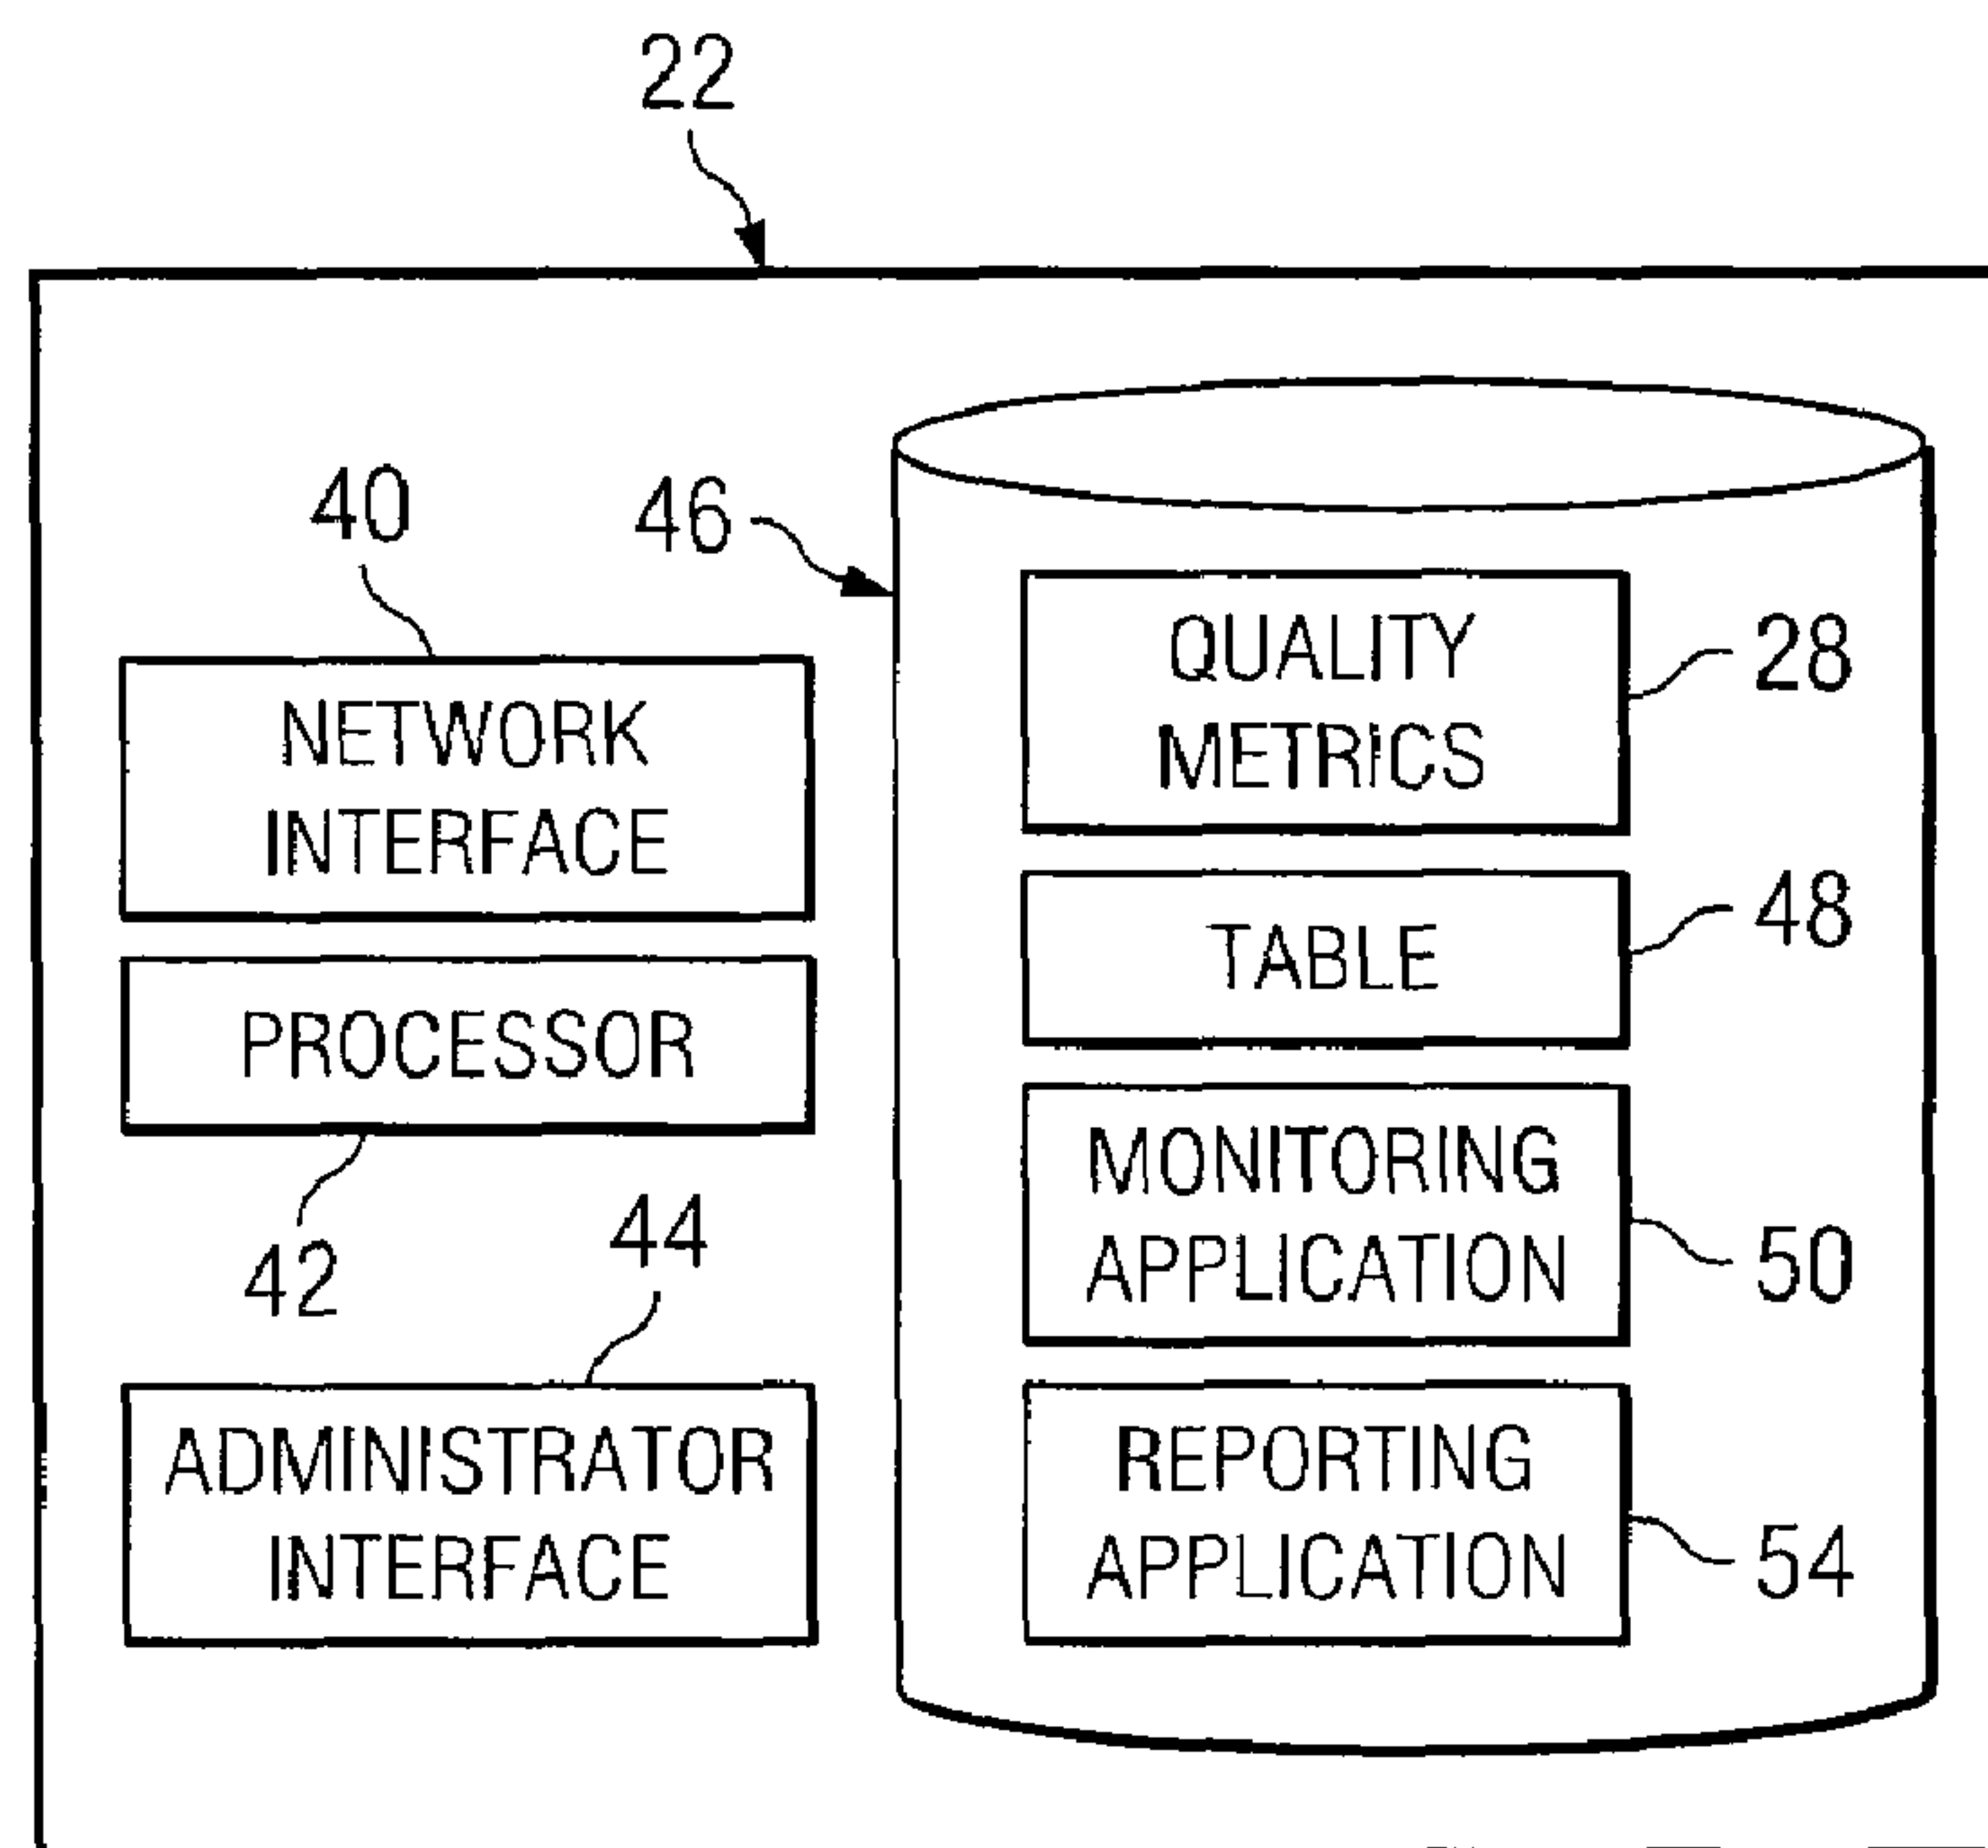 22
40
46
NETWORK
INTERFACE
PROCESSOR
42
44
ADMINISTRATOR
INTERFACE
QUALITY
METRICS
28
TABLE
48
MONITORING
APPLICATION
50
REPORTING
APPLICATION
54